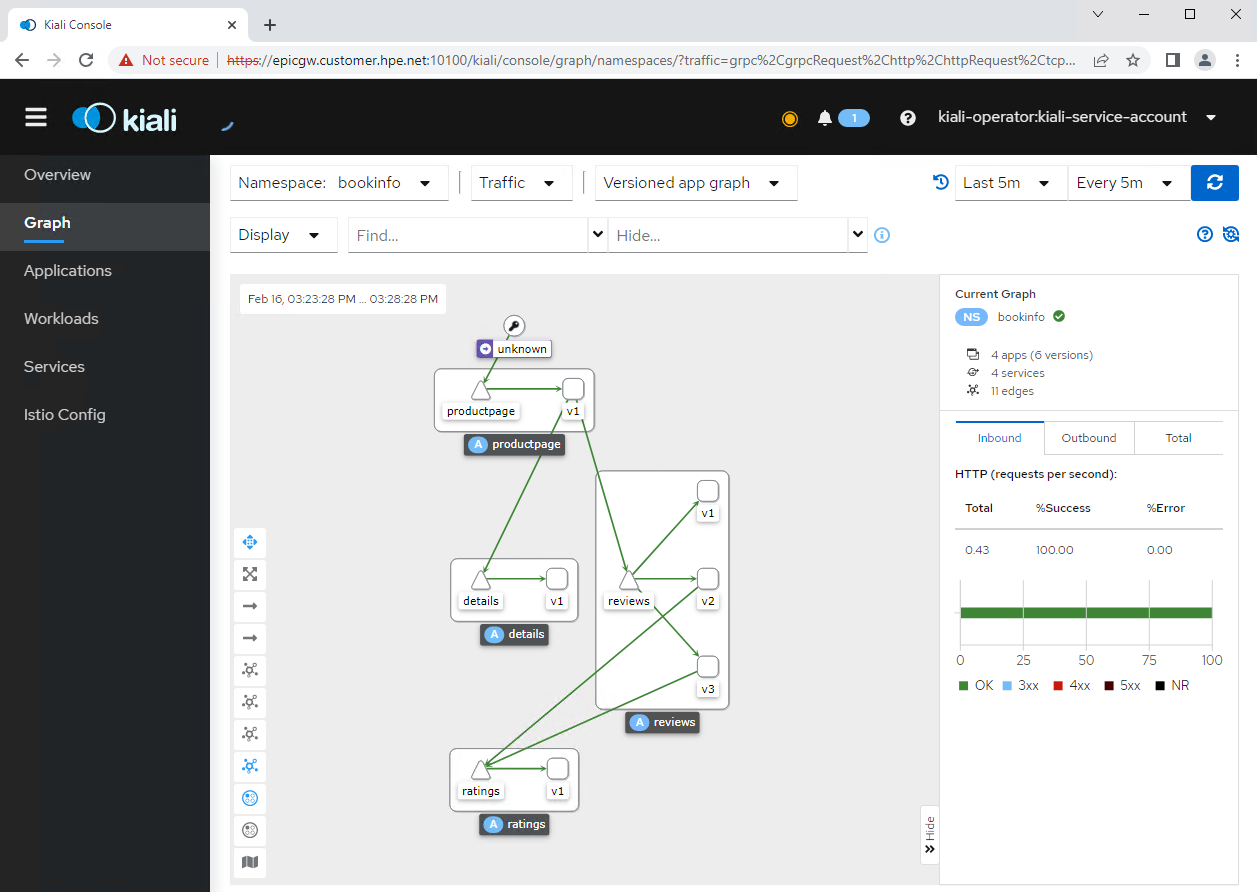 Kiali Console
Not secure https://epicgw.customer.hpe.net:10100/kiali/console/graph/namespaces/?traffic=grpc%2CgrpcRequest%2Chttp%2ChttpRequest%2Ctcp...
kiali
1
kiali-operator:kiali-service-account
Overview
Graph
Applications
Workloads
Services
Istio Config
Namespace: bookinfo
Traffic
Versioned app graph
Last 5m
Every 5m
Display
Find...
Hide...
Feb 16, 03:23:28 PM ... 03:28:28 PM
unknown
productpage
v1
A productpage
v1
details
v1
A details
reviews
v2
v3
A reviews
ratings
v1
A ratings
Current Graph
NS bookinfo
4 apps (6 versions)
4 services
11 edges
Inbound Outbound Total
HTTP (requests per second):
Total %Success %Error
0.43 100.00 0.00
0 25 50 75 100
OK 3xx 4xx 5xx NR
Hide